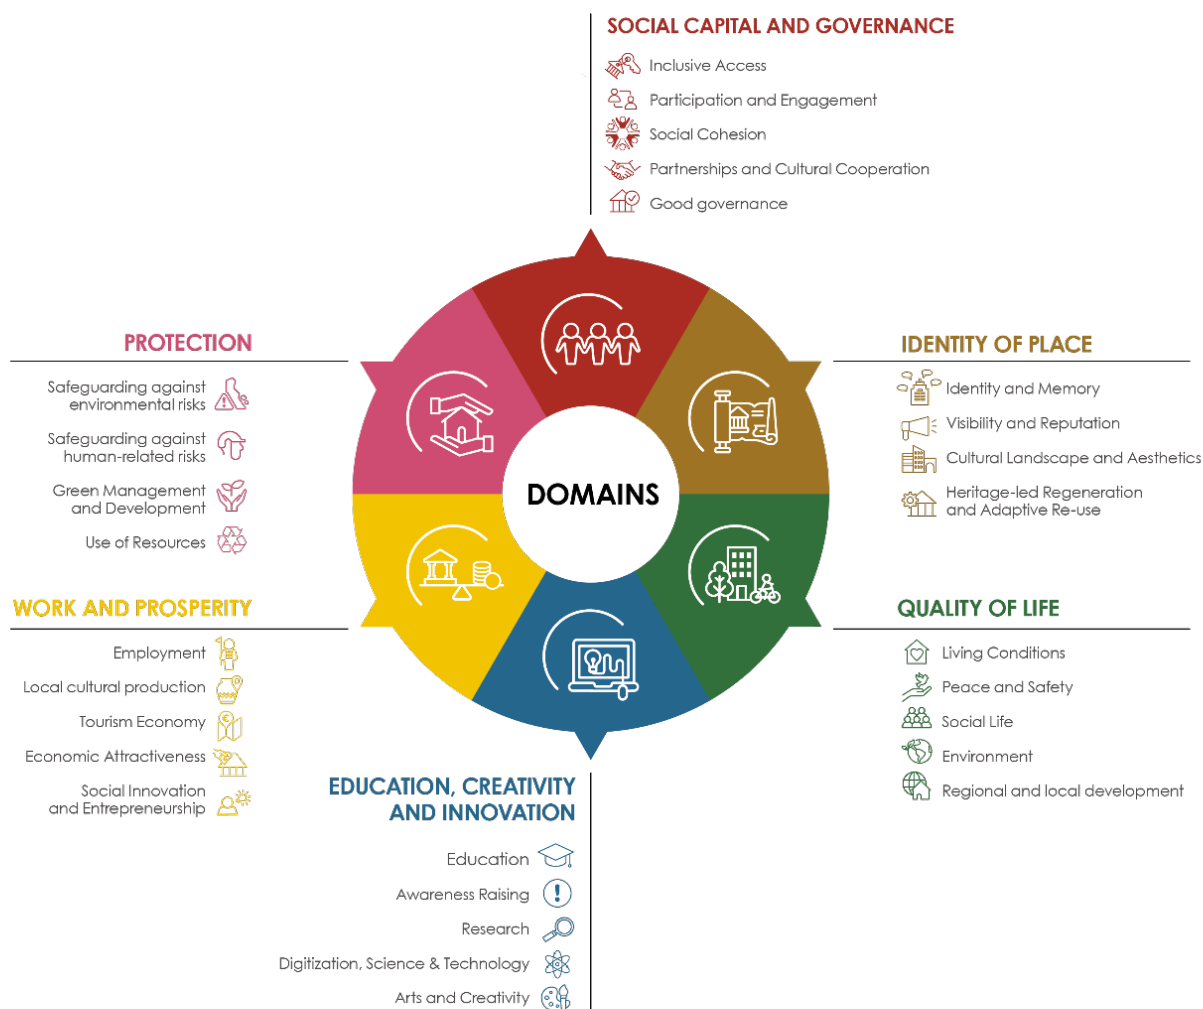 SOCIAL CAPITAL AND GOVERNANCE
Inclusive Access
Participation and Engagement
Social Cohesion
Partnerships and Cultural Cooperation
Good governance
PROTECTION
Safeguarding against
environmental risks
Safeguarding against
human-related risks
Green Management
and Development
Use of Resources
IDENTITY OF PLACE
Identity and Memory
Visibility and Reputation
Cultural Landscape and Aesthetics
Heritage-led Regeneration
and Adaptive Re-use
DOMAINS
WORK AND PROSPERITY
Employment
Local cultural production
Tourism Economy
Economic Attractiveness
Social Innovation
and Entrepreneurship
QUALITY OF LIFE
Living Conditions
Peace and Safety
Social Life
Environment
Regional and local development
EDUCATION, CREATIVITY
AND INNOVATION
Education
Awareness Raising
Research
Digitization, Science & Technology
Arts and Creativity